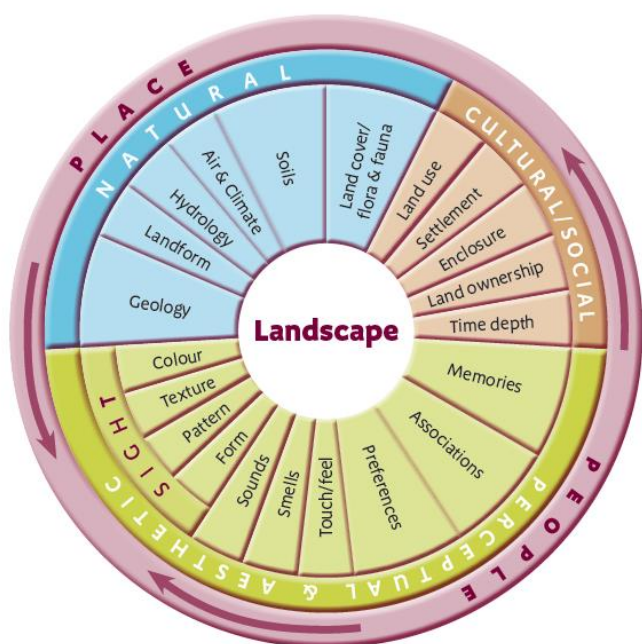 PLACE
NATURAL
CULTURAL/SOCIAL
Geology
Landform
Hydrology
Air & Climate
Soils
Land cover/
flora & fauna
Land use
Settlement
Enclosure
Land ownership
Time depth
Landscape
Memories
Associations
Preferences
Touch/feel
Smells
Sounds
Form
Pattern
Texture
Colour
SIGHT
PERCEPTUAL & AESTHETIC
PEOPLE